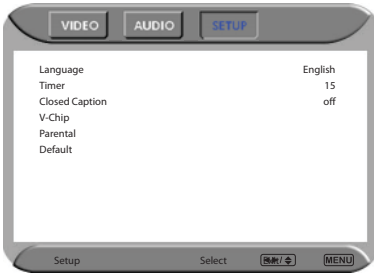 VIDEO AUDIO SETUP
Language English
Timer 15
Closed Caption off
V-Chip
Parental
Default
Setup Select / MENU